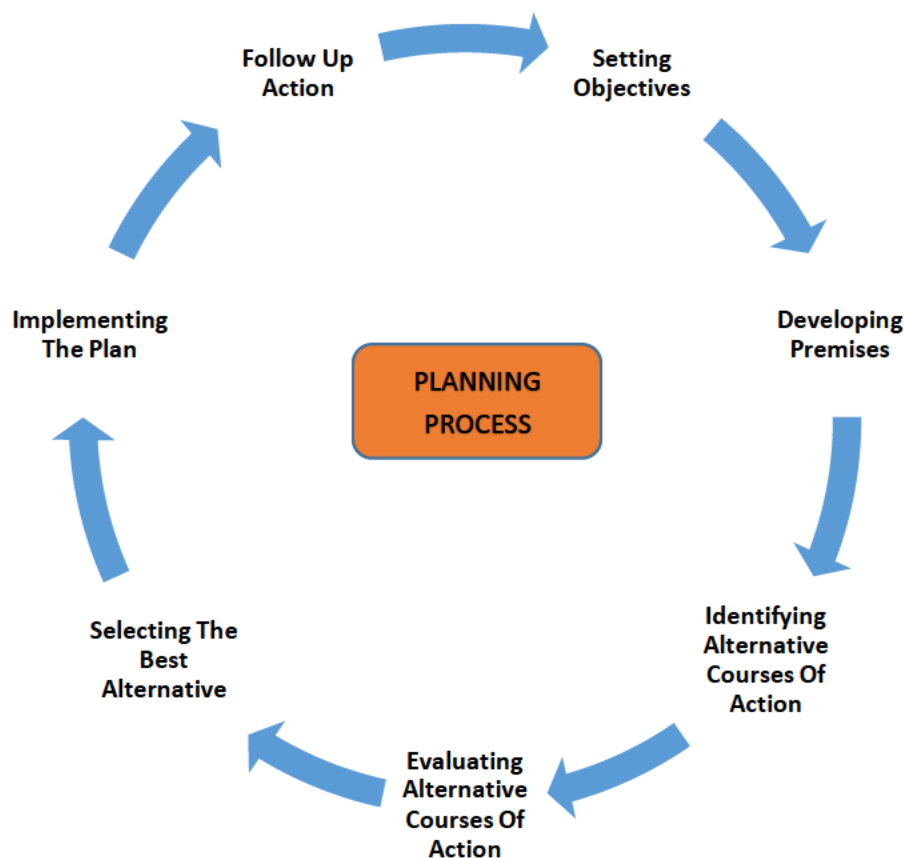 Follow Up
Action
Setting
Objectives
Developing
Premises
Identifying
Alternative
Courses Of
Action
Evaluating
Alternative
Courses Of
Action
Selecting The
Best
Alternative
Implementing
The Plan
PLANNING
PROCESS